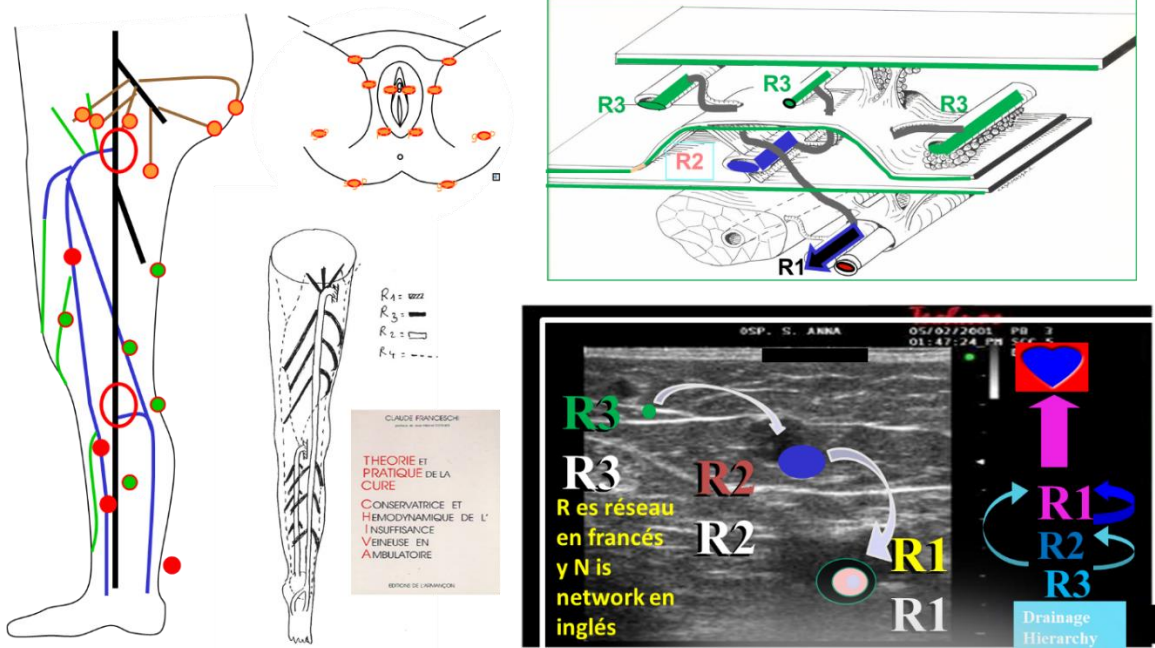 R1 =
R3 =
R2 =
R4 =
CLAUDE FRANCESCHI
THEORIE ET
PRATIQUE DE LA
CURE
CONSERVATRICE ET
HEMODYNAMIQUE DE L'
INSUFFISANCE
VEINEUSE EN
AMBULATOIRE
EDITIONS DE L'ARMANÇON
R3
R3
R3
R2
R1
OSP. S. ANNA
05/02/2001 PB 3
01:47:24 PM
R3
R3
R2
R2
R1
R1
R es réseau
en francés
y N is
network en
inglés
R1
R2
R3
Drainage
Hierarchy